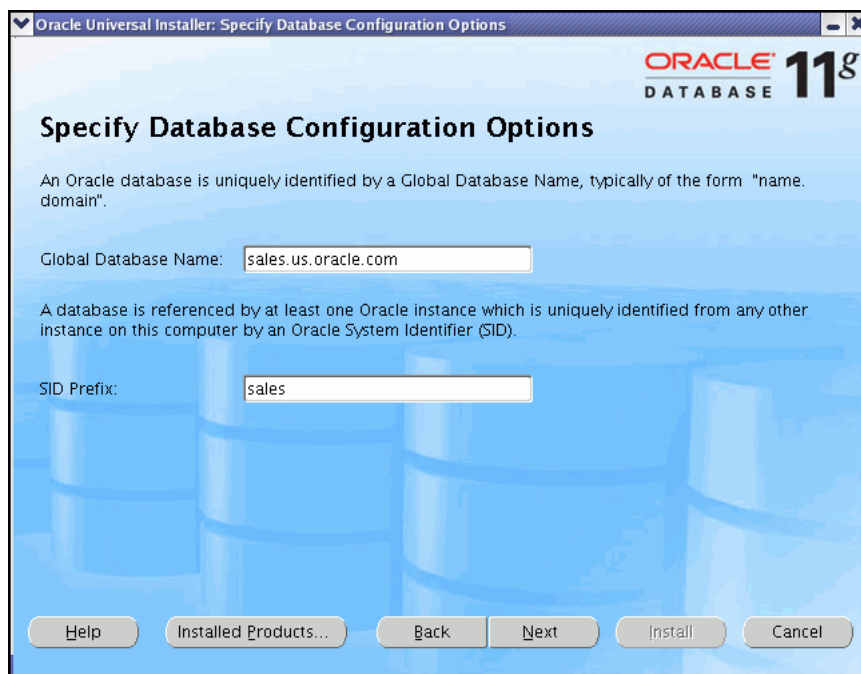 Oracle Universal Installer: Specify Database Configuration Options
ORACLE
DATABASE
11g
Specify Database Configuration Options
An Oracle database is uniquely identified by a Global Database Name, typically of the form "name.
domain".
Global Database Name: sales.us.oracle.com
A database is referenced by at least one Oracle instance which is uniquely identified from any other
instance on this computer by an Oracle System Identifier (SID).
SID Prefix: sales
Help Installed Products... Back Next Install Cancel